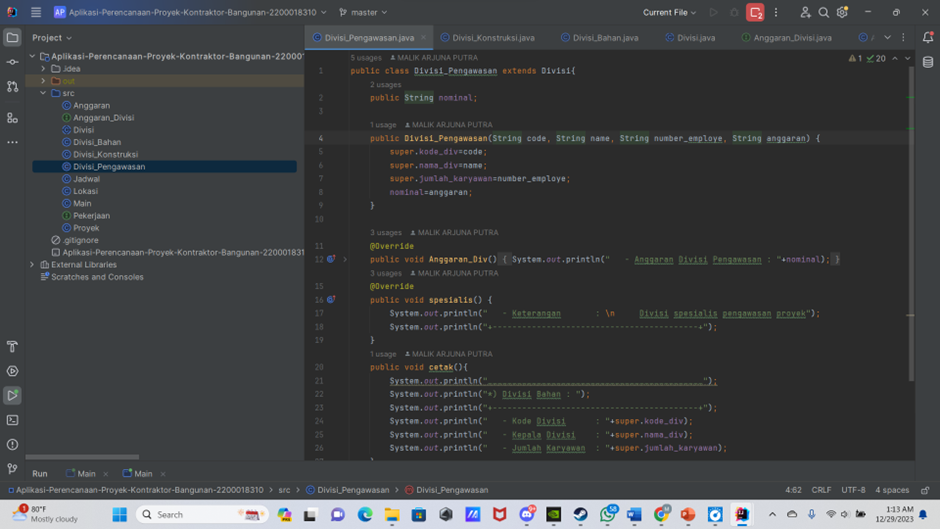 AP Aplikasi-Perencanaan-Proyek-Kontraktor-Bangunan-2200018310 master Current File 2
Project
Divisi_Pengawasan.java Divisi_Konstruksi.java Divisi_Bahan.java Divisi.java Anggaran_Divisi.java
Aplikasi-Perencanaan-Proyek-Kontraktor-Bangunan-22000
.idea
out
src
Anggaran
Anggaran_Divisi
Divisi
Divisi_Bahan
Divisi_Konstruksi
Divisi_Pengawasan
Jadwal
Lokasi
Main
Pekerjaan
Proyek
.gitignore
Aplikasi-Perencanaan-Proyek-Kontraktor-Bangunan-22000183
External Libraries
Scratches and Consoles
5 usages MALIK ARJUNA PUTRA
1 20
1 public class Divisi_Pengawasan extends Divisi{
2 usages
2 public String nominal;
1 usage MALIK ARJUNA PUTRA
4 public Divisi_Pengawasan(String code, String name, String number_employe, String anggaran) {
5 super.kode_div=code;
6 super.nama_div=name;
7 super.jumlah_karyawan=number_employe;
8 nominal=anggaran;
9 }
10
3 usages MALIK ARJUNA PUTRA
11 @Override
12 public void Anggaran_Div() { System.out.println(" - Anggaran Divisi Pengawasan : "+nominal); }
3 usages MALIK ARJUNA PUTRA
15 @Override
16 public void spesialis() {
17 System.out.println(" - Keterangan : \n Divisi spesialis pengawasan proyek");
18 System.out.println("+-----------------------------------------+");
19 }
1 usage MALIK ARJUNA PUTRA
20 public void cetak(){
21 System.out.println("___________________________________________");
22 System.out.println("*) Divisi Bahan : ");
23 System.out.println("+-----------------------------------------+");
24 System.out.println(" - Kode Divisi : "+super.kode_div);
25 System.out.println(" - Kepala Divisi : "+super.nama_div);
26 System.out.println(" - Jumlah Karyawan : "+super.jumlah_karyawan);
Run Main Main
Aplikasi-Perencanaan-Proyek-Kontraktor-Bangunan-2200018310 src Divisi_Pengawasan Divisi_Pengawasan 4:62 CRLF UTF-8 4 spaces
80°F
Mostly cloudy
Search
1:13 AM
12/29/2023